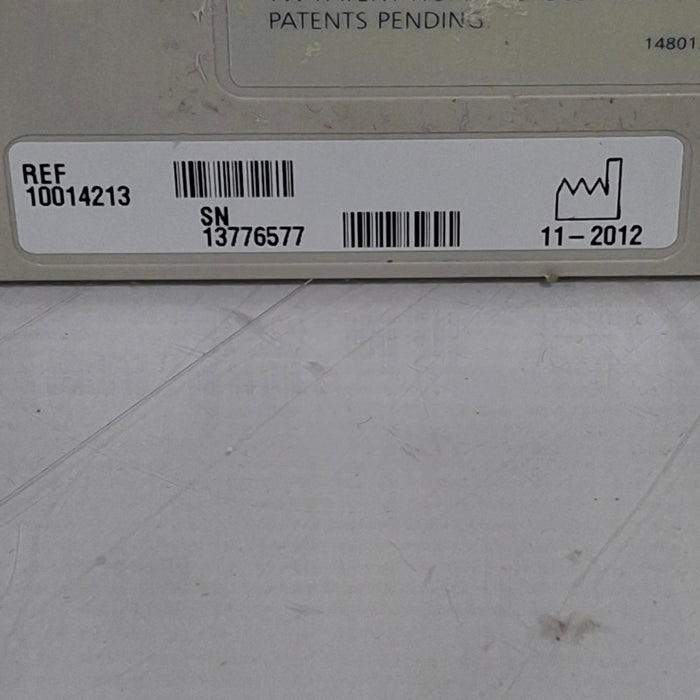 PATENTS PENDING
14801
REF
10014213
SN
13776577
11-2012